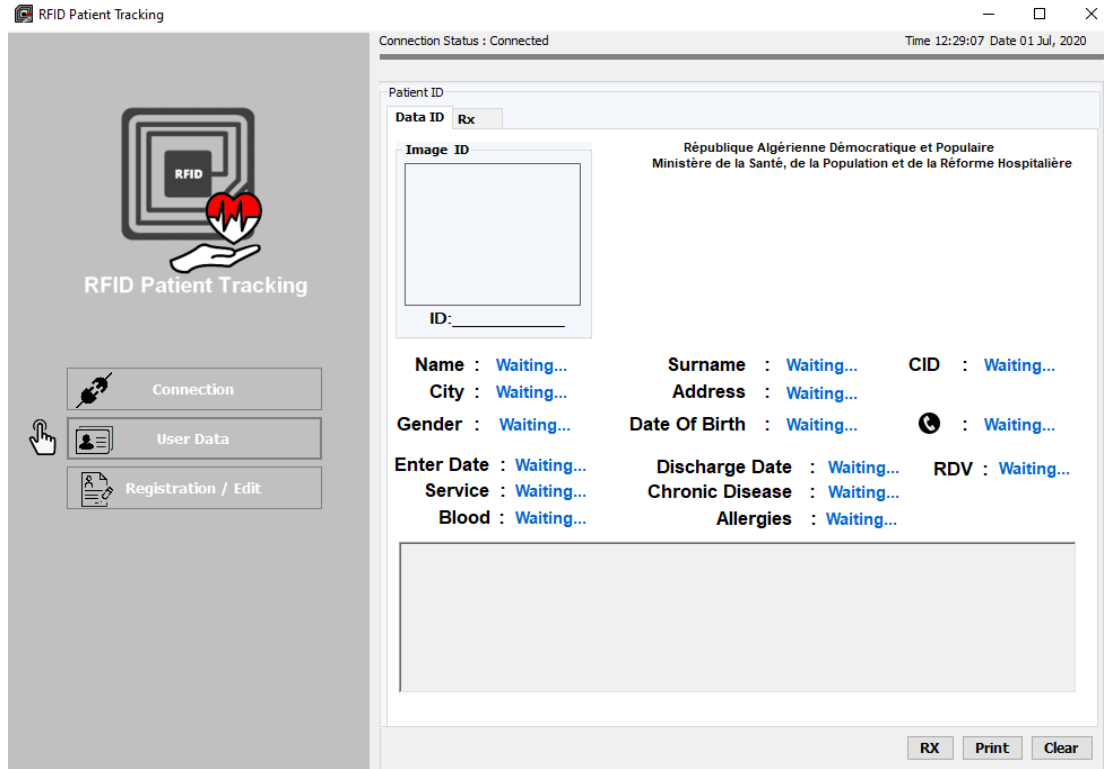 RFID Patient Tracking
Connection Status : Connected
Time 12:29:07 Date 01 Jul, 2020
RFID
RFID Patient Tracking
Connection
User Data
Registration / Edit
Patient ID
Data ID Rx
Image ID
ID:____________
République Algérienne Démocratique et Populaire
Ministère de la Santé, de la Population et de la Réforme Hospitalière
Name : Waiting... Surname : Waiting... CID : Waiting...
City : Waiting... Address : Waiting...
Gender : Waiting... Date Of Birth : Waiting... : Waiting...
Enter Date : Waiting... Discharge Date : Waiting... RDV : Waiting...
Service : Waiting... Chronic Disease : Waiting...
Blood : Waiting... Allergies : Waiting...
RX Print Clear